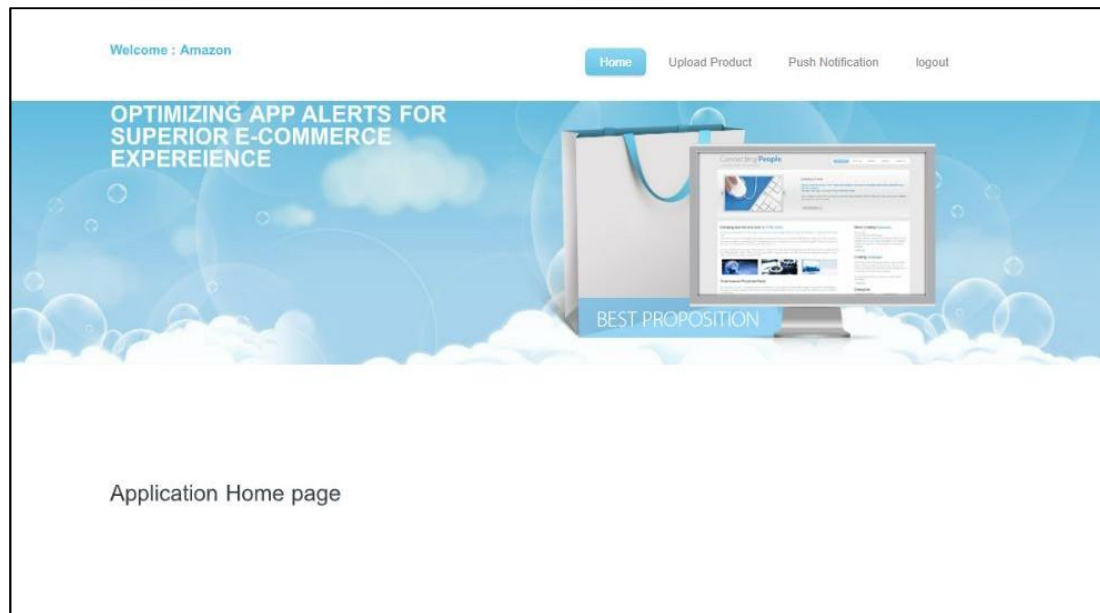 Welcome : Amazon
Home
Upload Product
Push Notification
logout
OPTIMIZING APP ALERTS FOR
SUPERIOR E-COMMERCE
EXPEREIENCE
Connecting People
BEST PROPOSITION
Application Home page